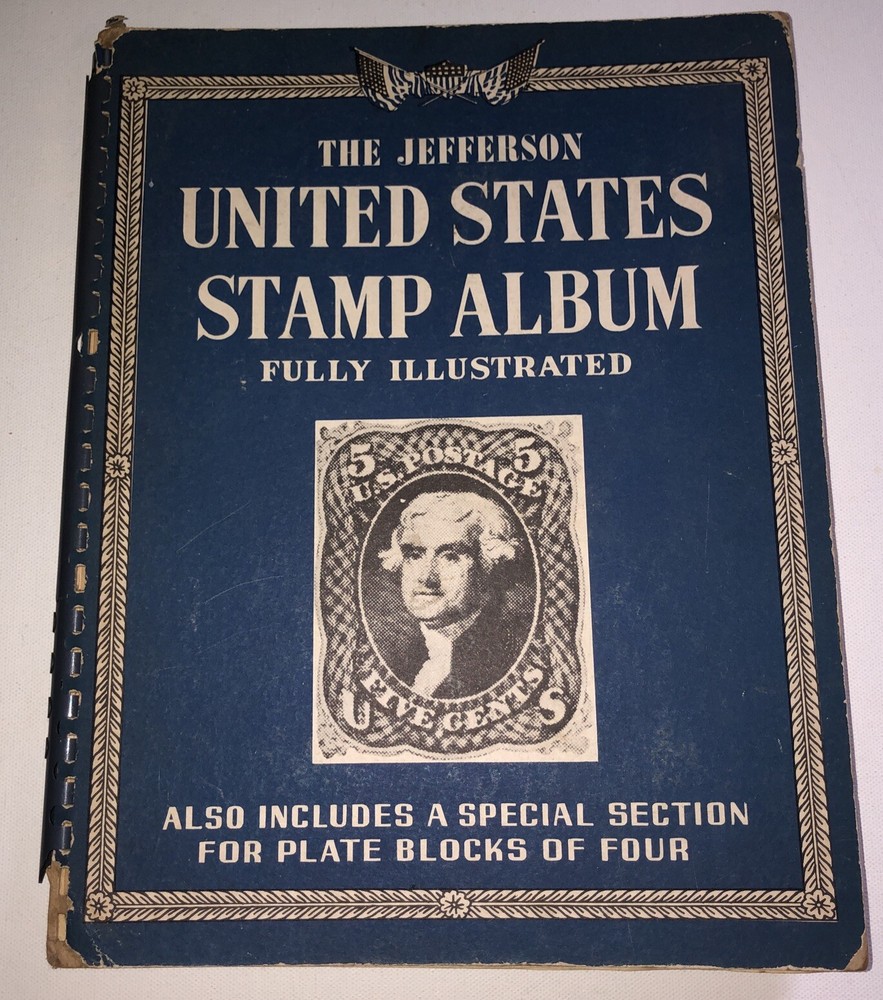 THE JEFFERSON
UNITED STATES
STAMP ALBUM
FULLY ILLUSTRATED
5 5
U.S. POSTAGE
FIVE CENTS
U S
ALSO INCLUDES A SPECIAL SECTION
FOR PLATE BLOCKS OF FOUR